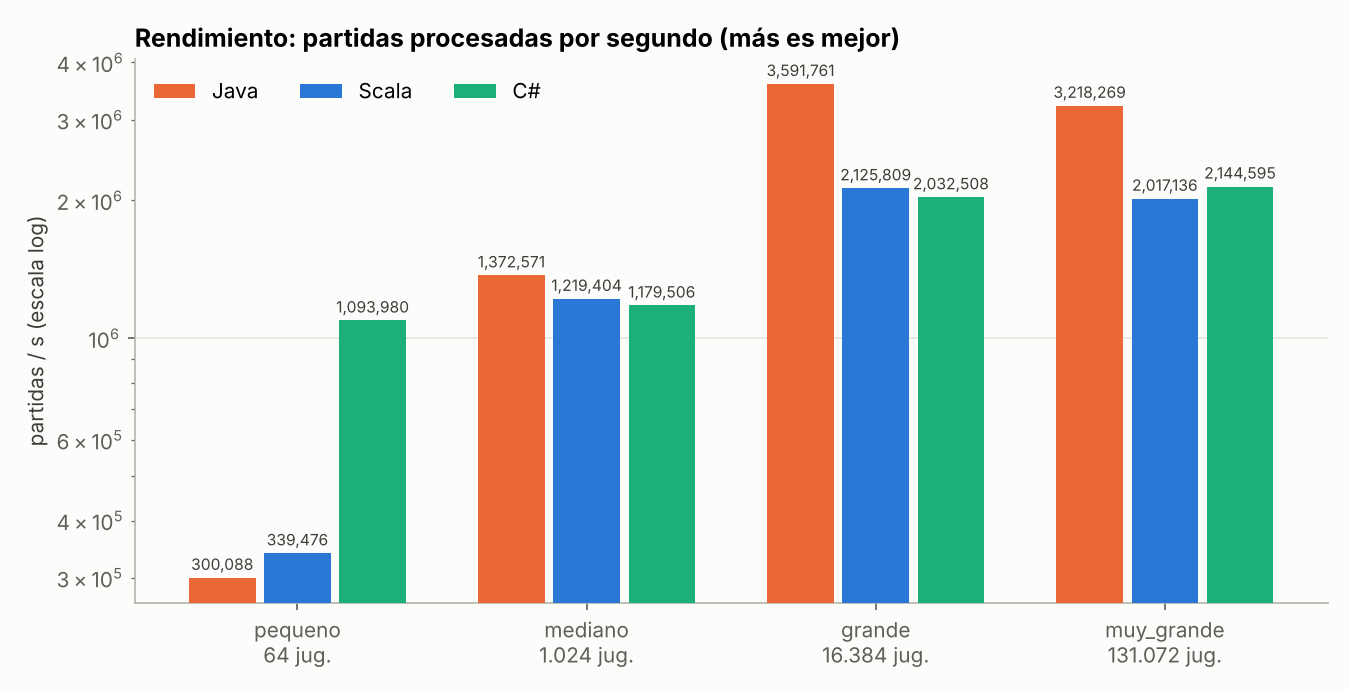 Rendimiento: partidas procesadas por segundo (más es mejor)
Java Scala C#
partidas / s (escala log)
4 × 10⁶
3 × 10⁶
2 × 10⁶
10⁶
6 × 10⁵
4 × 10⁵
3 × 10⁵
300,088
339,476
1,093,980
1,372,571
1,219,404
1,179,506
3,591,761
2,125,809
2,032,508
3,218,269
2,017,136
2,144,595
pequeno
64 jug.
mediano
1.024 jug.
grande
16.384 jug.
muy_grande
131.072 jug.